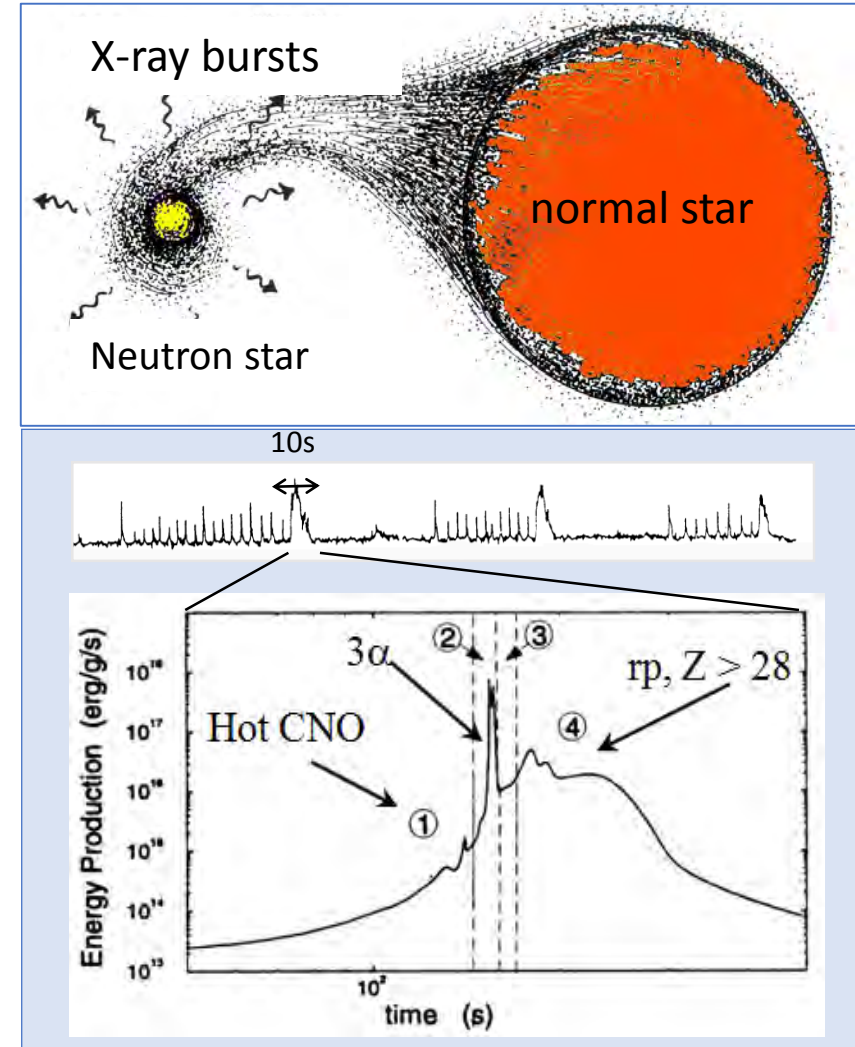 X-ray bursts
normal star
Neutron star
10s
Energy Production (erg/g/s)
10¹⁸
10¹⁷
10¹⁶
10¹⁵
10¹⁴
10¹³
3α
② ③
rp, Z > 28
Hot CNO
④
①
10²
time (s)